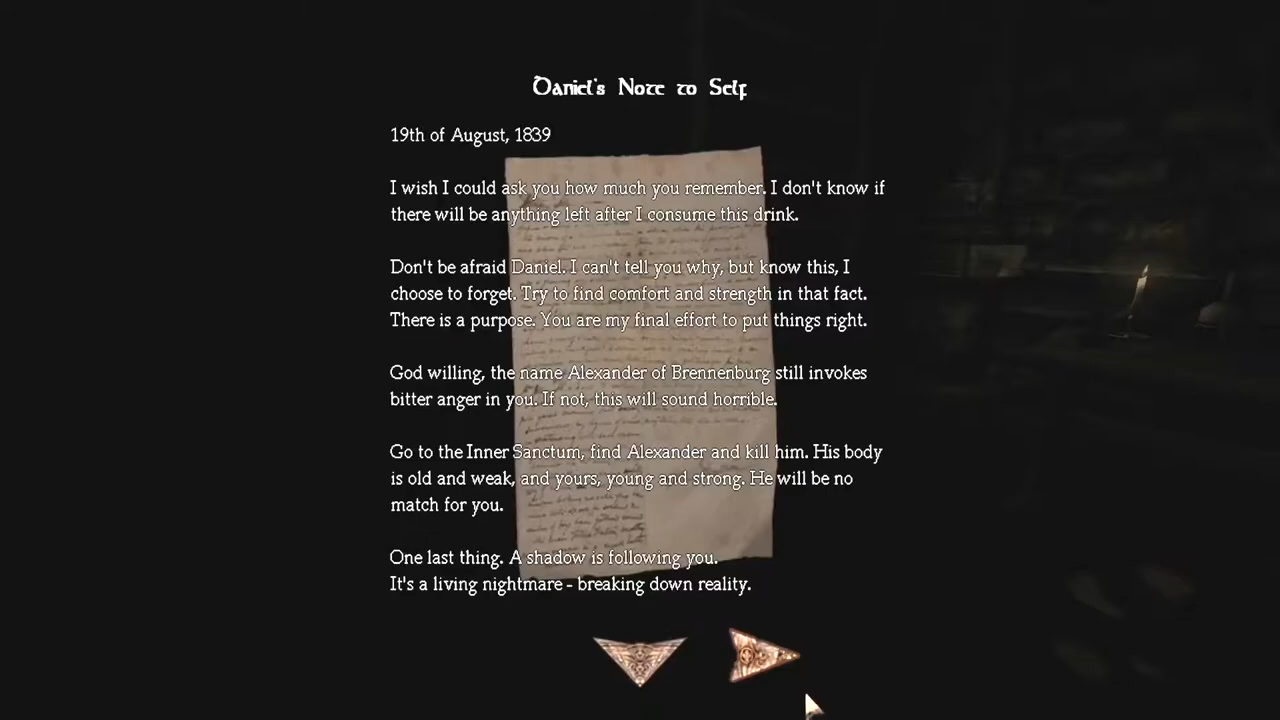 Daniel's Note to Self
19th of August, 1839
I wish I could ask you how much you remember. I don't know if
there will be anything left after I consume this drink.
Don't be afraid Daniel. I can't tell you why, but know this, I
choose to forget. Try to find comfort and strength in that fact.
There is a purpose. You are my final effort to put things right.
God willing, the name Alexander of Brennenburg still invokes
bitter anger in you. If not, this will sound horrible.
Go to the Inner Sanctum, find Alexander and kill him. His body
is old and weak, and yours, young and strong. He will be no
match for you.
One last thing. A shadow is following you.
It's a living nightmare - breaking down reality.